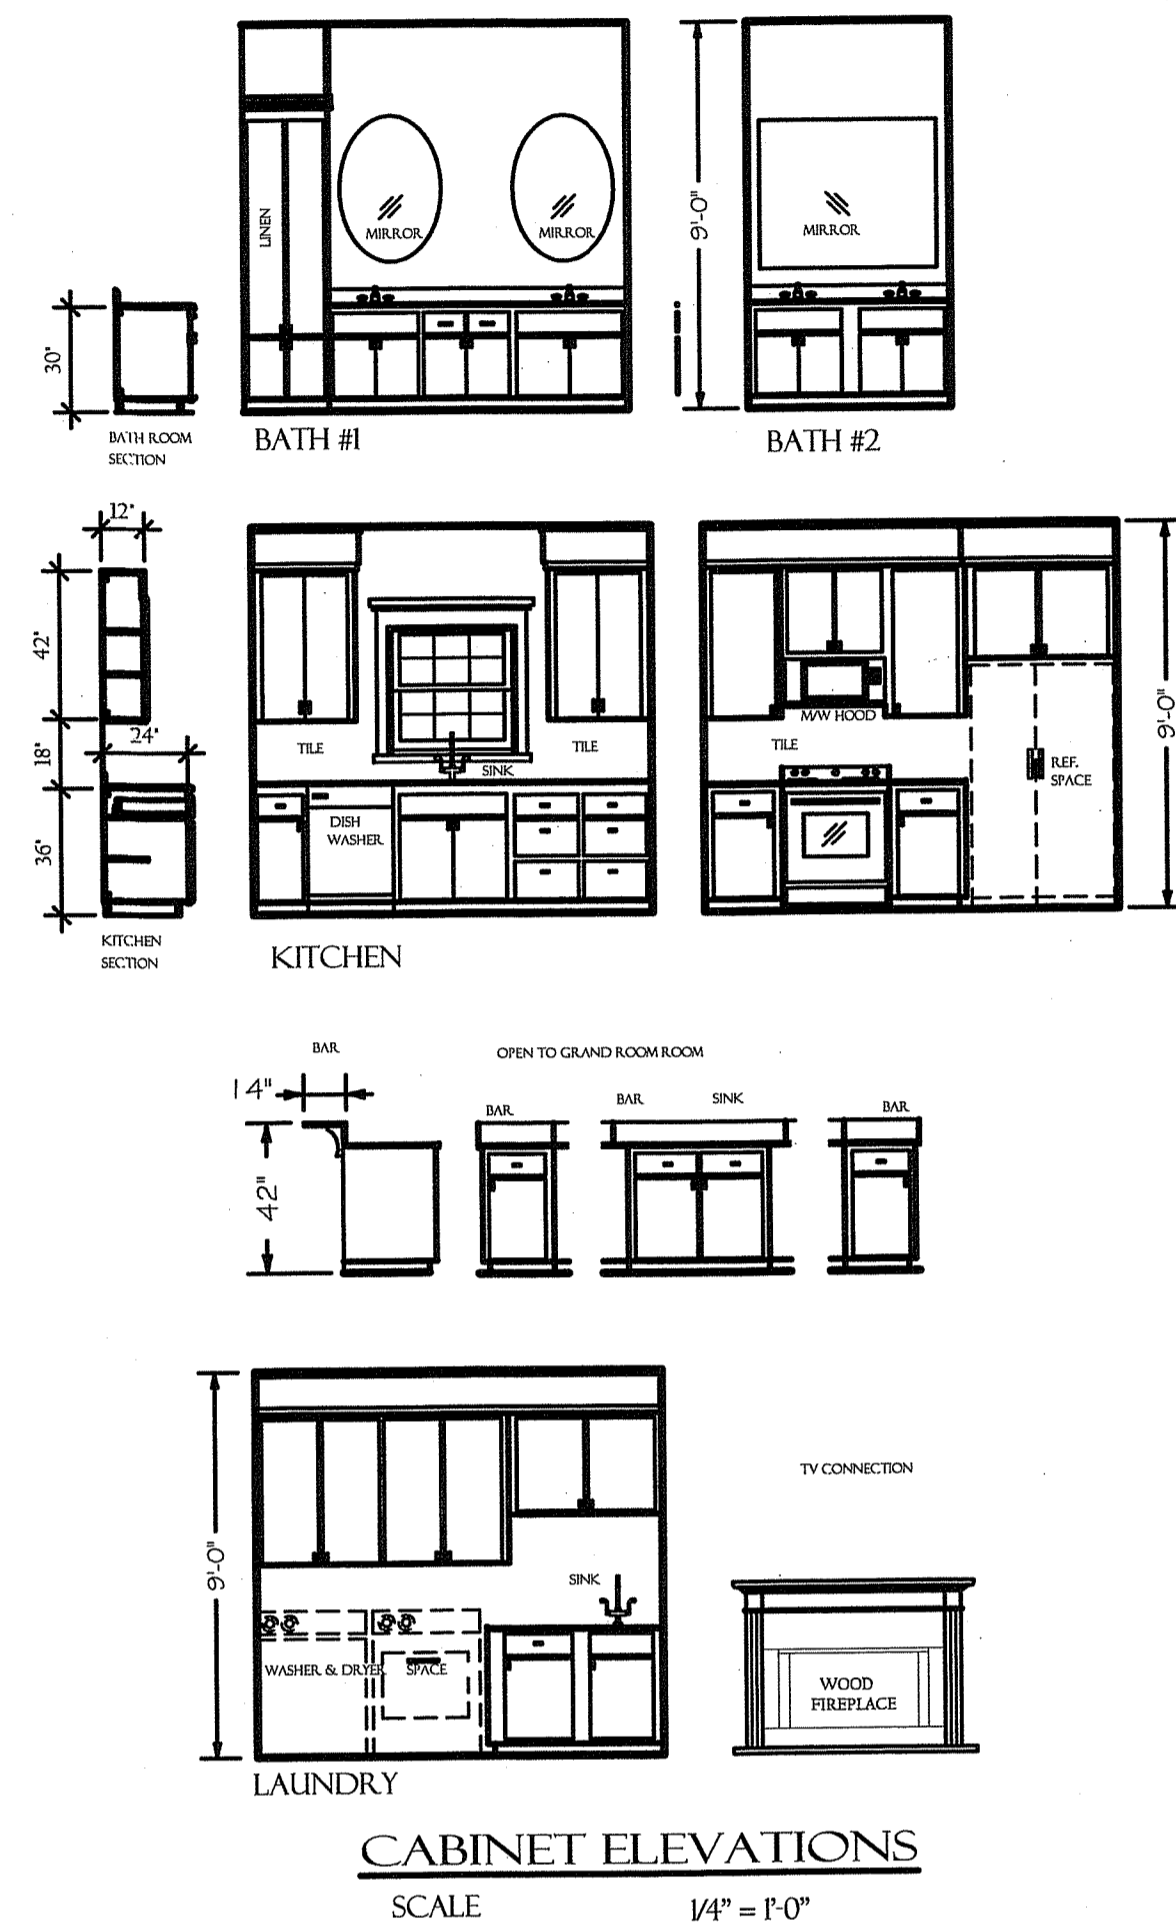 LINEN
MIRROR
MIRROR
9'-0"
MIRROR
30"
BATH ROOM
SECTION
BATH #1
BATH #2
12"
42"
24"
18"
36"
TILE
TILE
SINK
DISH
WASHER
M/W HOOD
TILE
REF.
SPACE
9'-0"
KITCHEN
SECTION
KITCHEN
BAR
OPEN TO GRAND ROOM ROOM
14"
BAR
BAR
SINK
BAR
42"
TV CONNECTION
9'-0"
SINK
WASHER & DRYER SPACE
WOOD
FIREPLACE
LAUNDRY
CABINET ELEVATIONS
SCALE 1/4" = 1'-0"